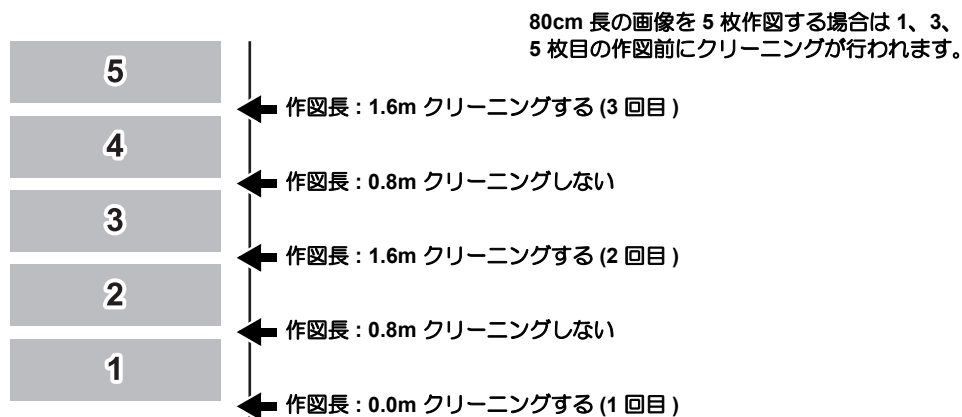 80cm 長の画像を 5 枚作図する場合は 1、3、
5 枚目の作図前にクリーニングが行われます。
5
作図長 : 1.6m クリーニングする (3 回目 )
4
作図長 : 0.8m クリーニングしない
3
作図長 : 1.6m クリーニングする (2 回目 )
2
作図長 : 0.8m クリーニングしない
1
作図長 : 0.0m クリーニングする (1 回目 )